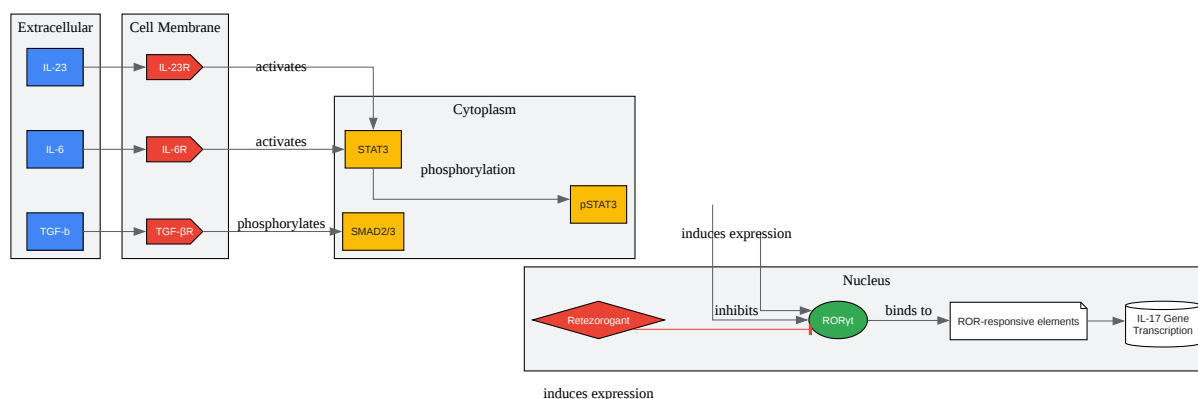 Extracellular
Cell Membrane
IL-23
IL-23R
activates
Cytoplasm
IL-6
IL-6R
activates
STAT3
phosphorylation
pSTAT3
TGF-b
TGF-βR
phosphorylates
SMAD2/3
induces expression
Nucleus
Retezorogant
inhibits
RORγt
binds to
ROR-responsive elements
IL-17 Gene
Transcription
induces expression